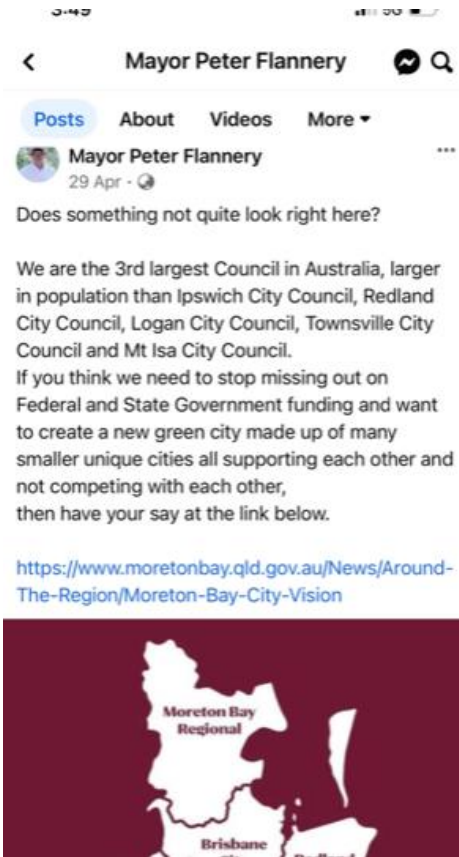 3:49
5G
Mayor Peter Flannery
Posts About Videos More
Mayor Peter Flannery
29 Apr
Does something not quite look right here?
We are the 3rd largest Council in Australia, larger
in population than Ipswich City Council, Redland
City Council, Logan City Council, Townsville City
Council and Mt Isa City Council.
If you think we need to stop missing out on
Federal and State Government funding and want
to create a new green city made up of many
smaller unique cities all supporting each other and
not competing with each other,
then have your say at the link below.
https://www.moretonbay.qld.gov.au/News/Around-
The-Region/Moreton-Bay-City-Vision
Moreton Bay
Regional
Brisbane
Redland